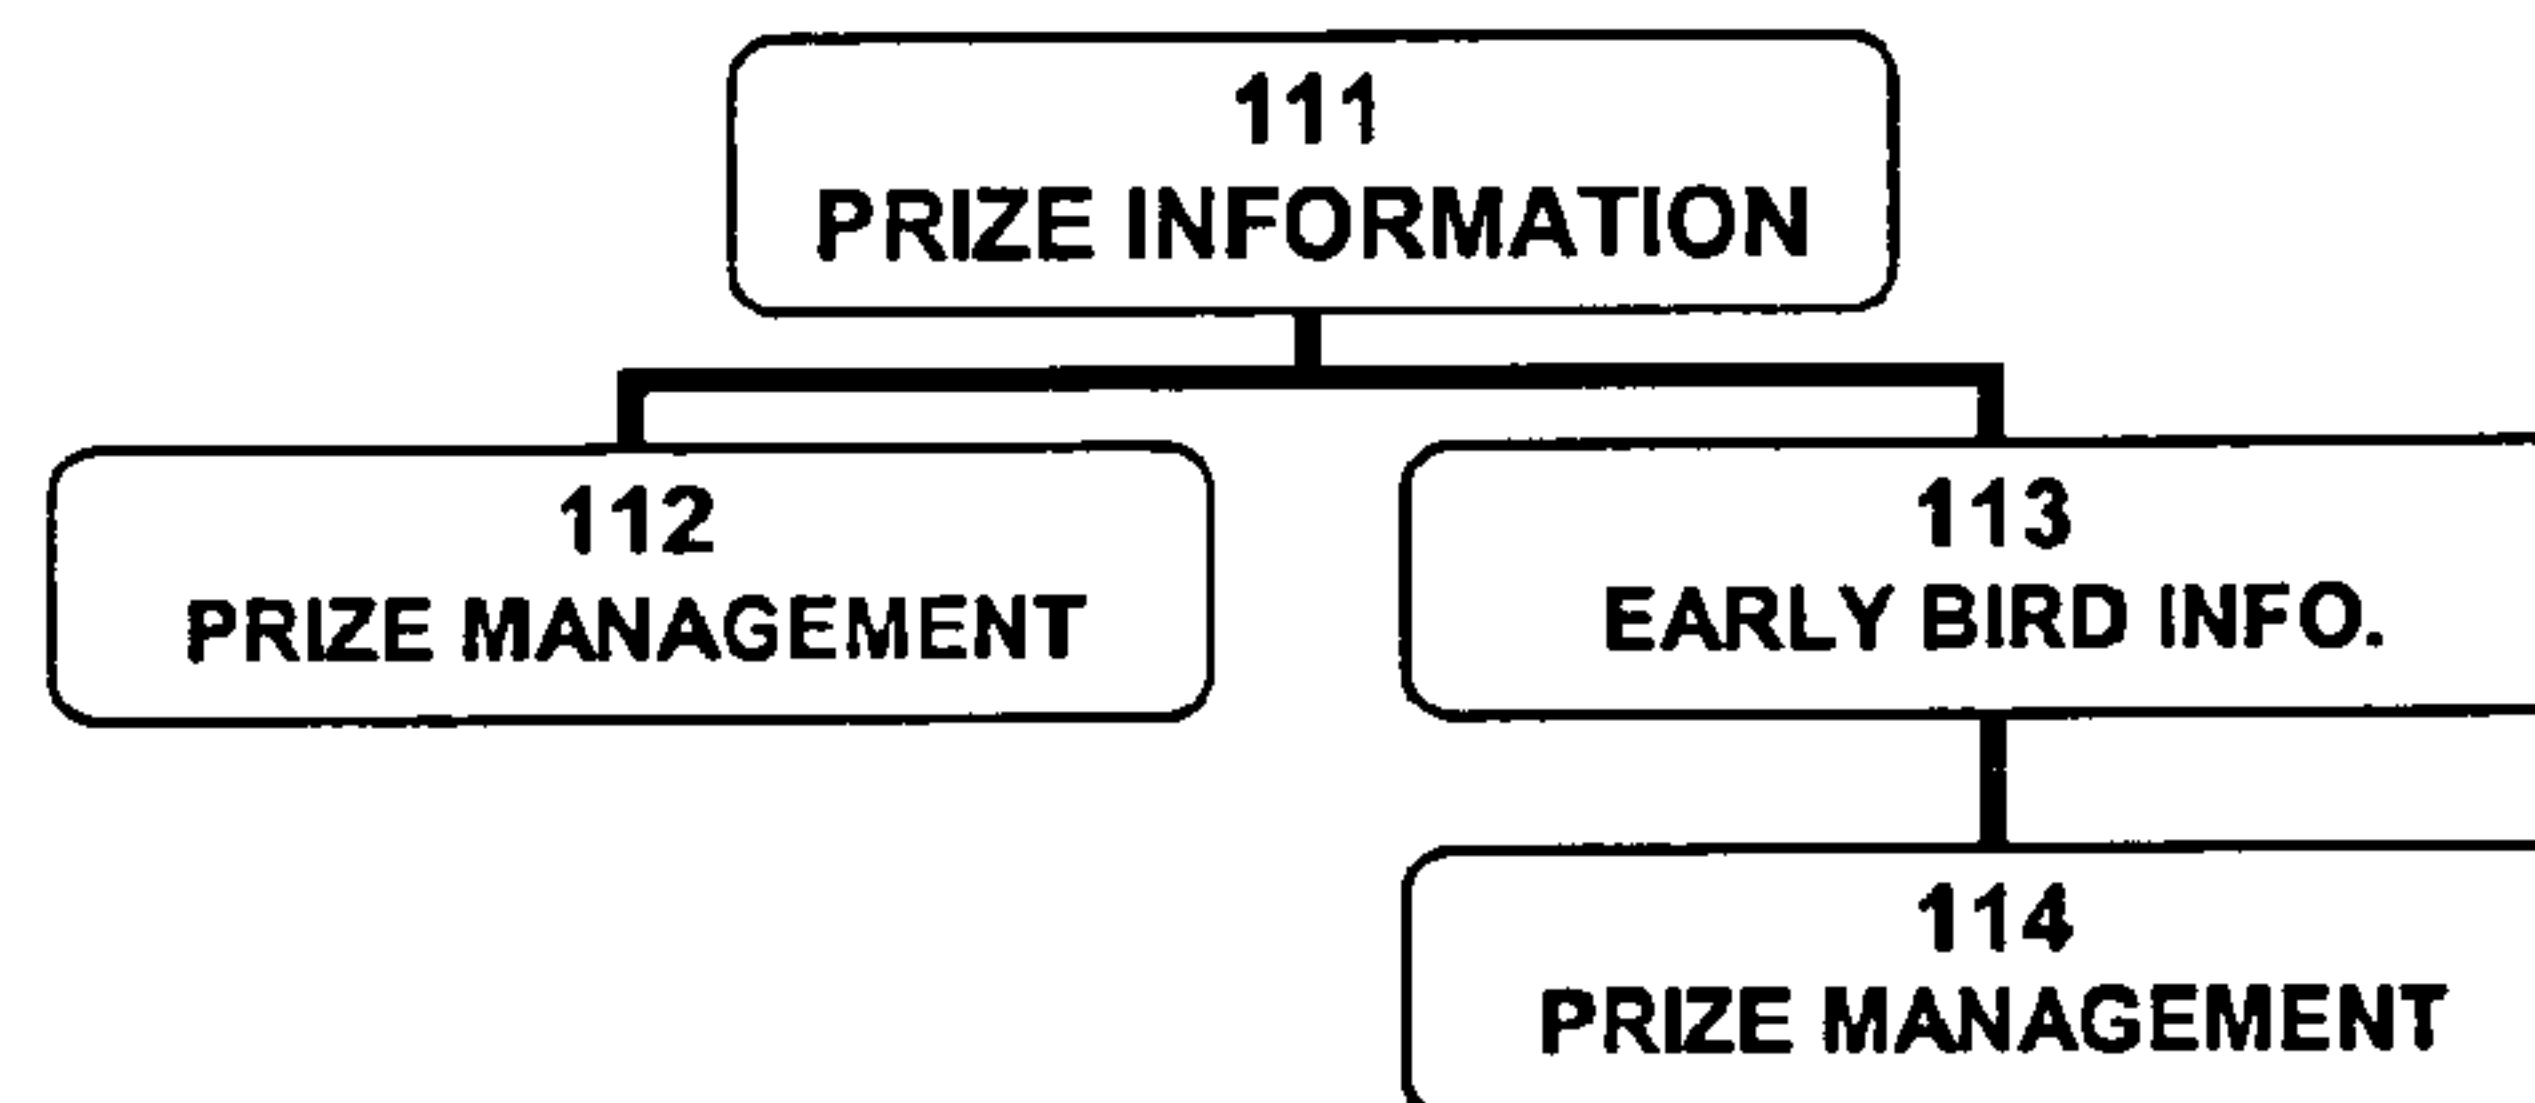 111
PRIZE INFORMATION
112
PRIZE MANAGEMENT
113
EARLY BIRD INFO.
114
PRIZE MANAGEMENT